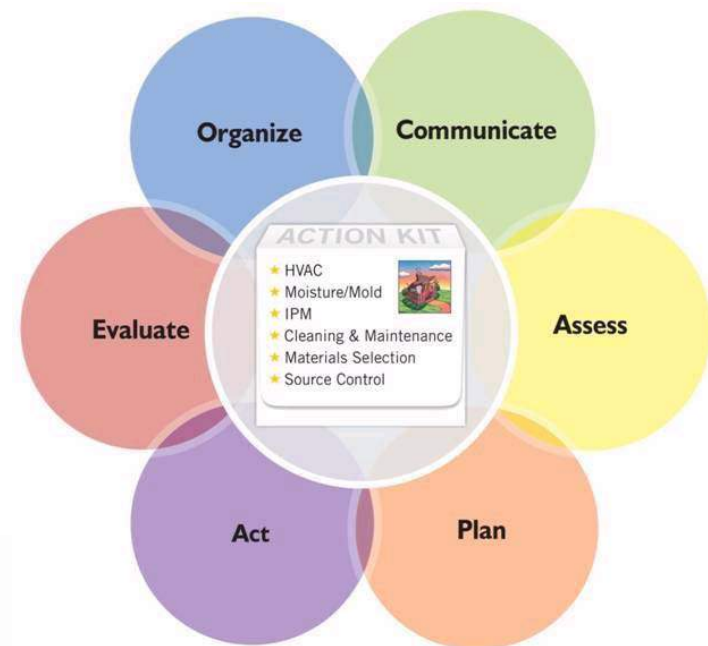 Organize
Communicate
ACTION KIT
★ HVAC
★ Moisture/Mold
★ IPM
★ Cleaning & Maintenance
★ Materials Selection
★ Source Control
Evaluate
Assess
Act
Plan